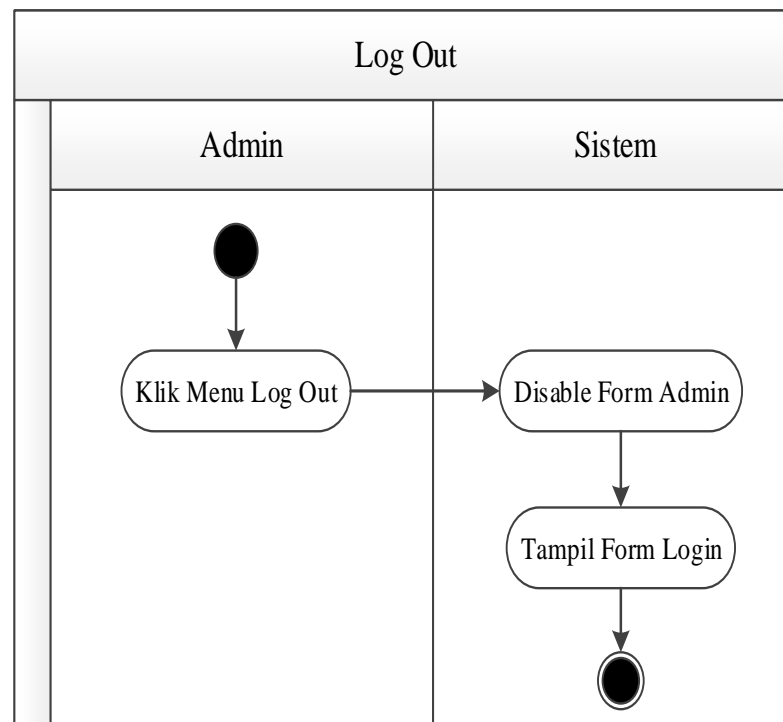 Log Out
Admin
Sistem
Klik Menu Log Out
Disable Form Admin
Tampil Form Login